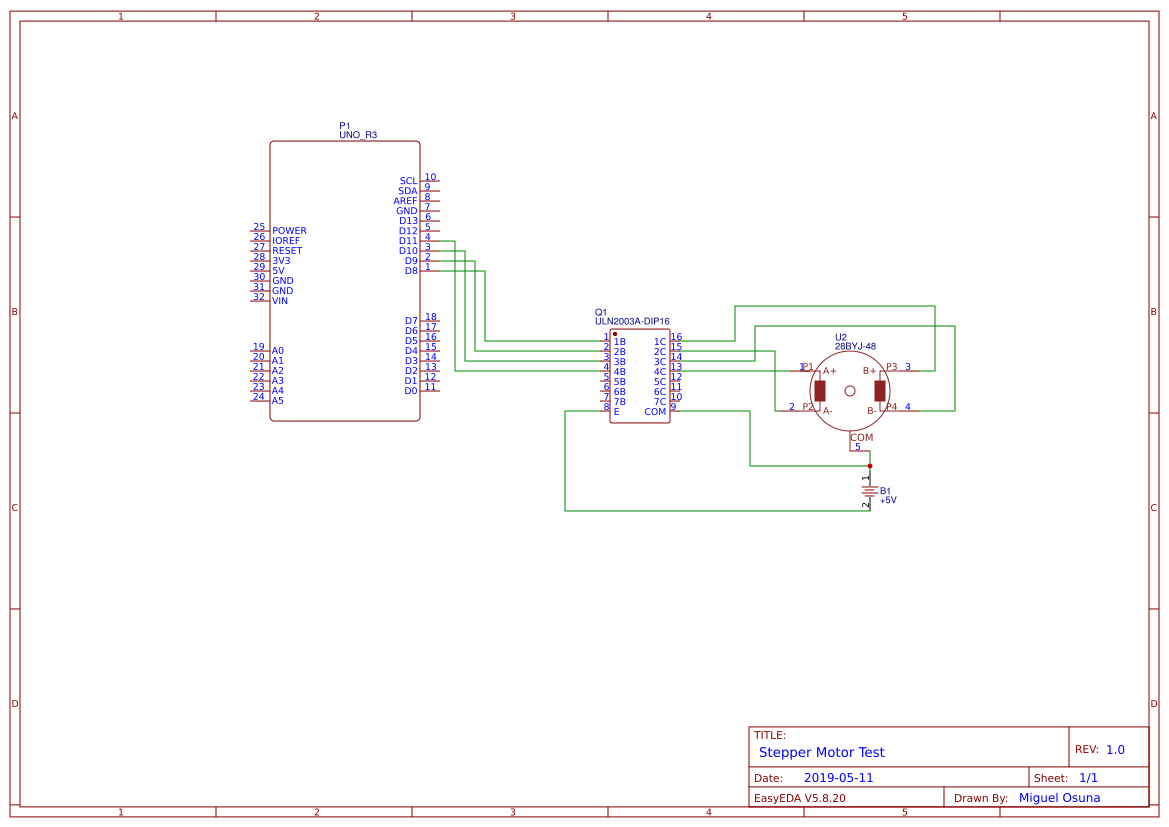 1 2 3 4 5
A A
P1
UNO_R3
SCL 10
SDA 9
AREF 8
GND 7
D13 6
25 POWER D12 5
26 IOREF D11 4
27 RESET D10 3
28 3V3 D9 2
29 5V D8 1
30 GND
31 GND
32 VIN
D7 18
D6 17
D5 16
19 A0 D4 15
20 A1 D3 14
21 A2 D2 13
22 A3 D1 12
23 A4 D0 11
24 A5
B B
Q1
ULN2003A-DIP16
1 1B 1C 16
2 2B 2C 15
3 3B 3C 14
4 4B 4C 13
5 5B 5C 12
6 6B 6C 11
7 7B 7C 10
8 E COM 9
U2
28BYJ-48
1 P1 A+ B+ P3 3
2 P2 A- B- P4 4
COM
5
1
B1
+5V
2
C C
D D
TITLE:
Stepper Motor Test
REV: 1.0
Date: 2019-05-11
Sheet: 1/1
EasyEDA V5.8.20
Drawn By: Miguel Osuna
1 2 3 4 5